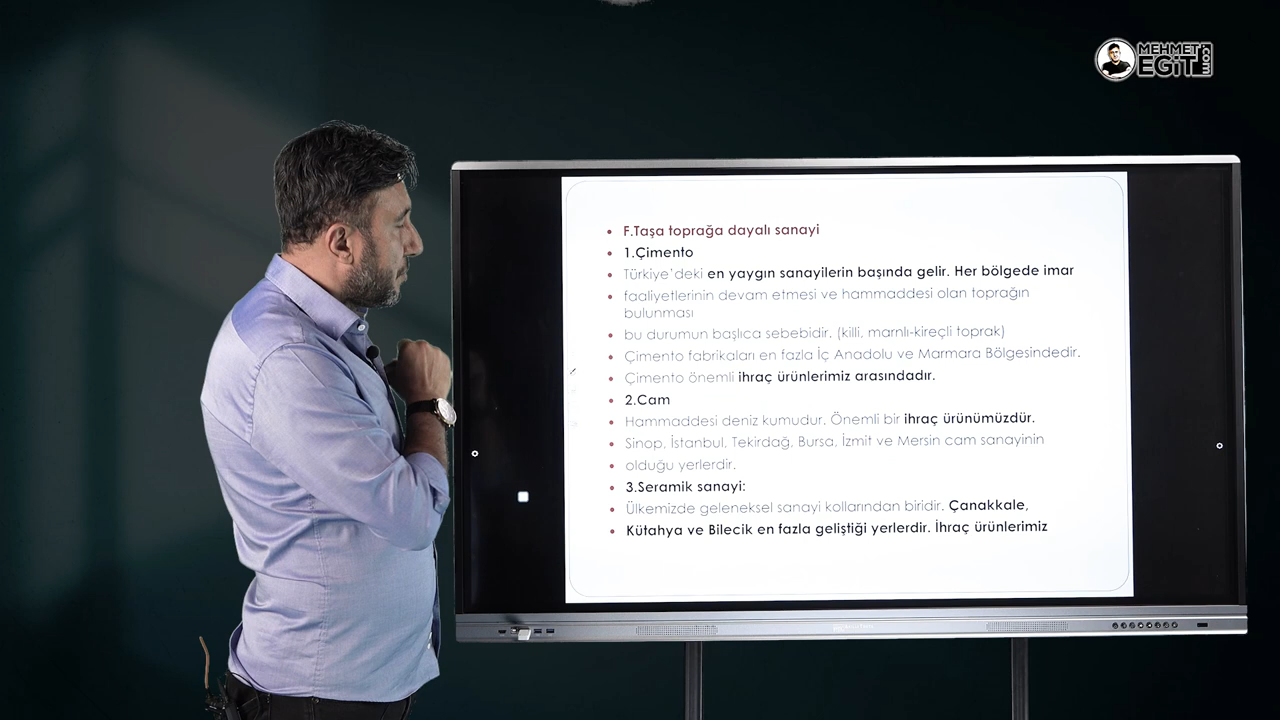 MEHMET
EGİT
.com
F.Taşa toprağa dayalı sanayi
1.Çimento
Türkiye'deki en yaygın sanayilerin başında gelir. Her bölgede imar
faaliyetlerinin devam etmesi ve hammaddesi olan toprağın
bulunması
bu durumun başlıca sebebidir. (killi, marnlı-kireçli toprak)
Çimento fabrikaları en fazla İç Anadolu ve Marmara Bölgesindedir.
Çimento önemli ihraç ürünlerimiz arasındadır.
2.Cam
Hammaddesi deniz kumudur. Önemli bir ihraç ürünümüzdür.
Sinop, İstanbul, Tekirdağ, Bursa, İzmit ve Mersin cam sanayinin
olduğu yerlerdir.
3.Seramik sanayi:
Ülkemizde geleneksel sanayi kollarından biridir. Çanakkale,
Kütahya ve Bilecik en fazla geliştiği yerlerdir. İhraç ürünlerimiz